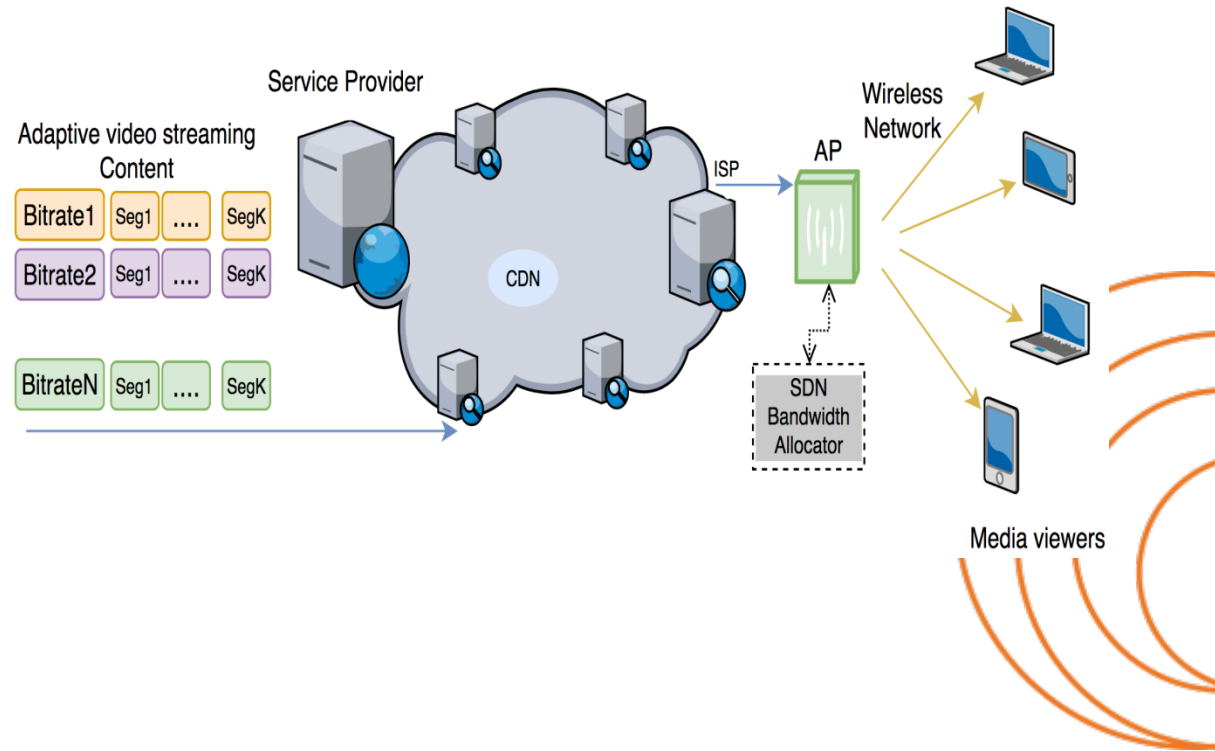 Service Provider
Adaptive video streaming
Content
Bitrate1 Seg1 .... SegK
Bitrate2 Seg1 .... SegK
BitrateN Seg1 .... SegK
CDN
ISP
AP
SDN
Bandwidth
Allocator
Wireless
Network
Media viewers